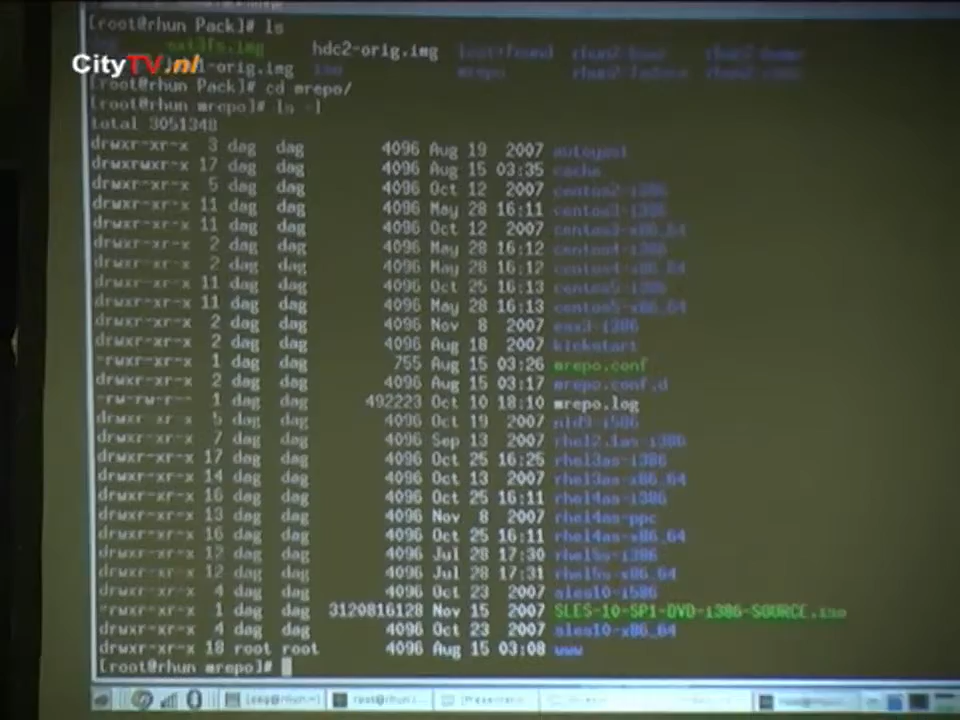 [root@rhun Pack]# ls
ext3fs.img hdc2-orig.img lost+found
CityTV.nl
-orig.img iso mrepo
[root@rhun Pack]# cd mrepo/
[root@rhun mrepo]# ls -l
total 3051348
drwxr-xr-x 3 dag dag 4096 Aug 19 2007 autoyast
drwxrwxr-x 17 dag dag 4096 Aug 15 03:35 cache
drwxr-xr-x 5 dag dag 4096 Oct 12 2007 centos2-i386
drwxr-xr-x 11 dag dag 4096 May 28 16:11 centos3-i386
drwxr-xr-x 11 dag dag 4096 Oct 12 2007 centos3-x86_64
drwxr-xr-x 2 dag dag 4096 May 28 16:12 centos4-i386
drwxrwxr-x 2 dag dag 4096 May 28 16:12 centos4-x86_64
drwxr-xr-x 11 dag dag 4096 Oct 25 16:13 centos5-i386
drwxr-xr-x 11 dag dag 4096 May 28 16:13 centos5-x86_64
drwxr-xr-x 2 dag dag 4096 Nov 8 2007 esx3-i386
drwxr-xr-x 2 dag dag 4096 Aug 18 2007 kickstart
-rwxr-xr-x 1 dag dag 755 Aug 15 03:26 mrepo.conf
drwxr-xr-x 2 dag dag 4096 Aug 15 03:17 mrepo.conf.d
-rw-rw-r-- 1 dag dag 492223 Oct 10 18:10 mrepo.log
drwxr-xr-x 5 dag dag 4096 Oct 19 2007 nld9-i586
drwxr-xr-x 7 dag dag 4096 Sep 13 2007 rhel2.1as-i386
drwxr-xr-x 17 dag dag 4096 Oct 25 16:25 rhel3as-i386
drwxr-xr-x 14 dag dag 4096 Oct 13 2007 rhel3as-x86_64
drwxr-xr-x 16 dag dag 4096 Oct 25 16:11 rhel4as-i386
drwxr-xr-x 13 dag dag 4096 Nov 8 2007 rhel4as-ppc
drwxr-xr-x 16 dag dag 4096 Oct 25 16:11 rhel4as-x86_64
drwxr-xr-x 12 dag dag 4096 Jul 28 17:30 rhel5s-i386
drwxr-xr-x 12 dag dag 4096 Jul 28 17:31 rhel5s-x86_64
drwxr-xr-x 4 dag dag 4096 Oct 23 2007 sles10-i586
-rwxr-xr-x 1 dag dag 3120816128 Nov 15 2007 SLES-10-SP1-DVD-i386-SOURCE.iso
drwxr-xr-x 4 dag dag 4096 Oct 23 2007 sles10-x86_64
drwxr-xr-x 18 root root 4096 Aug 15 03:08 www
[root@rhun mrepo]#